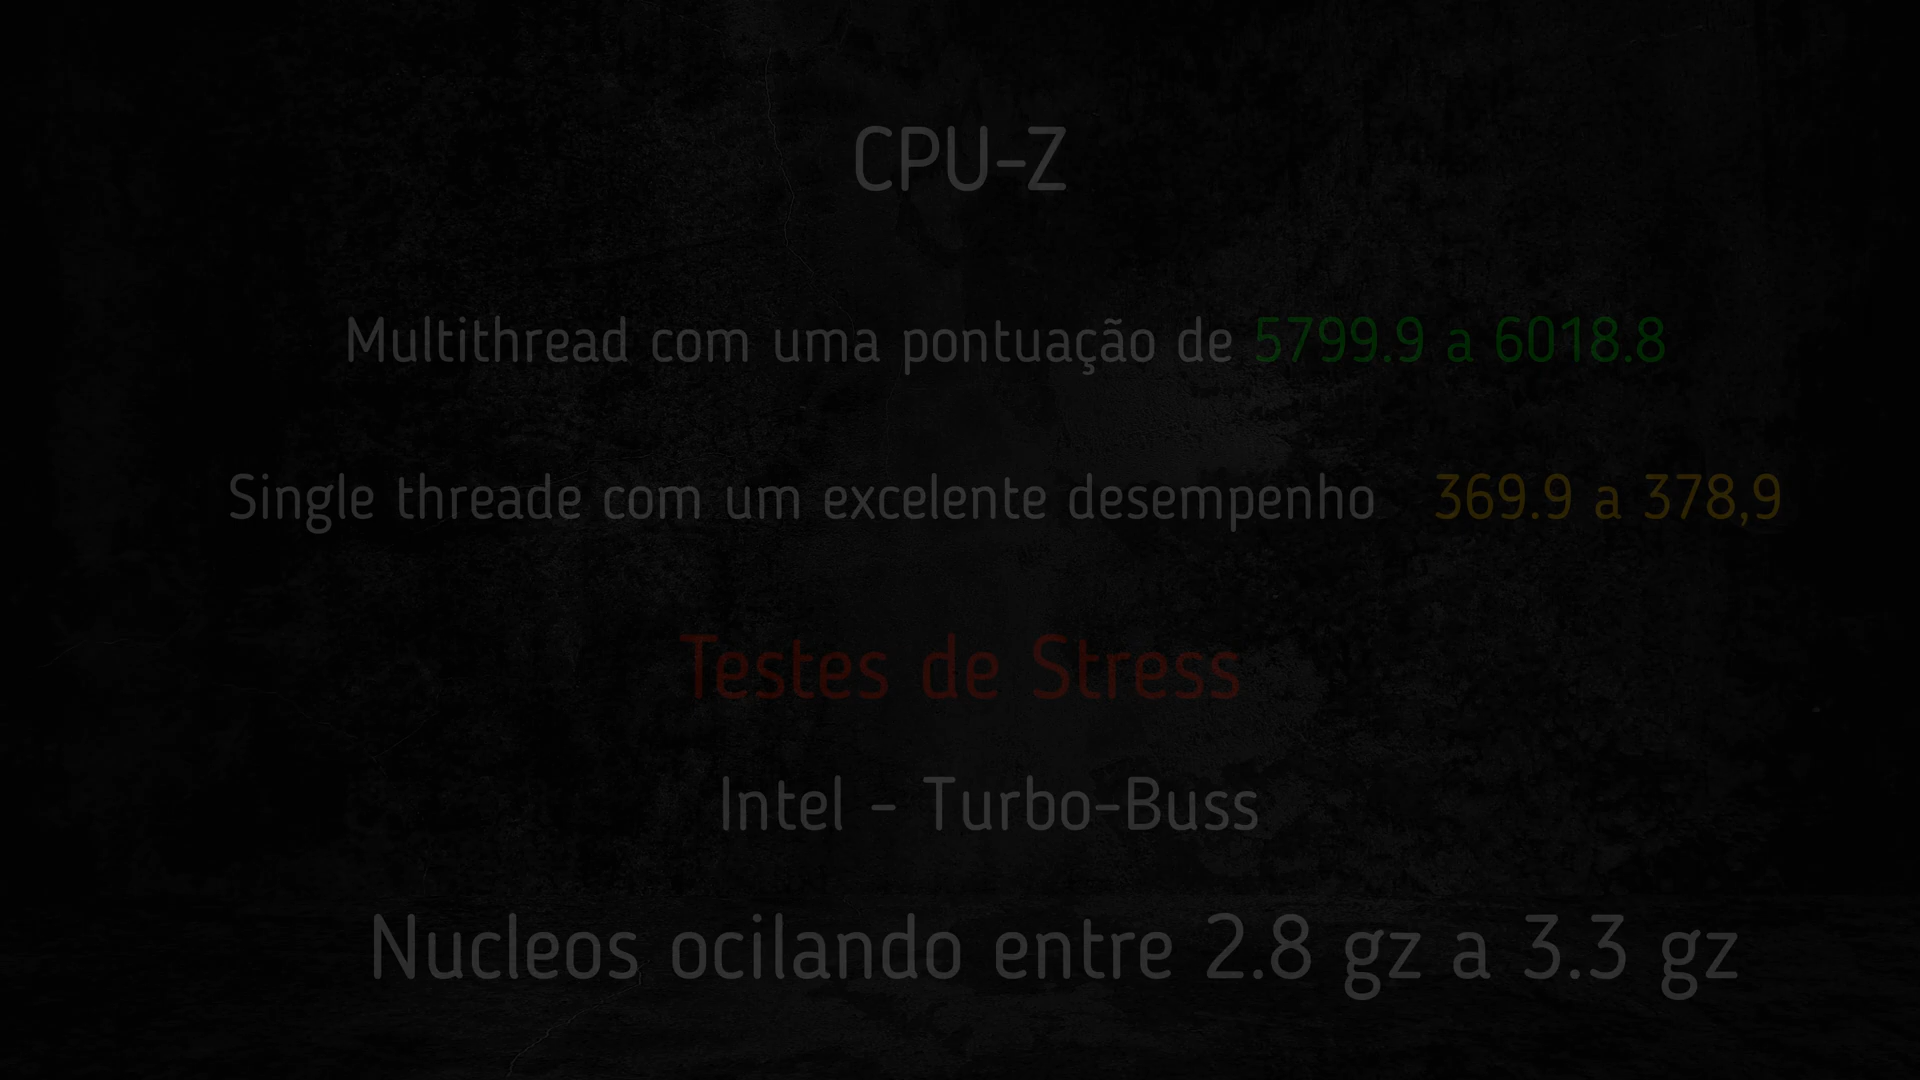 CPU-Z
Multithread com uma pontuação de 5799.9 a 6018.8
Single threade com um excelente desempenho 369.9 a 378,9
Testes de Stress
Intel - Turbo-Buss
Nucleos ocilando entre 2.8 gz a 3.3 gz